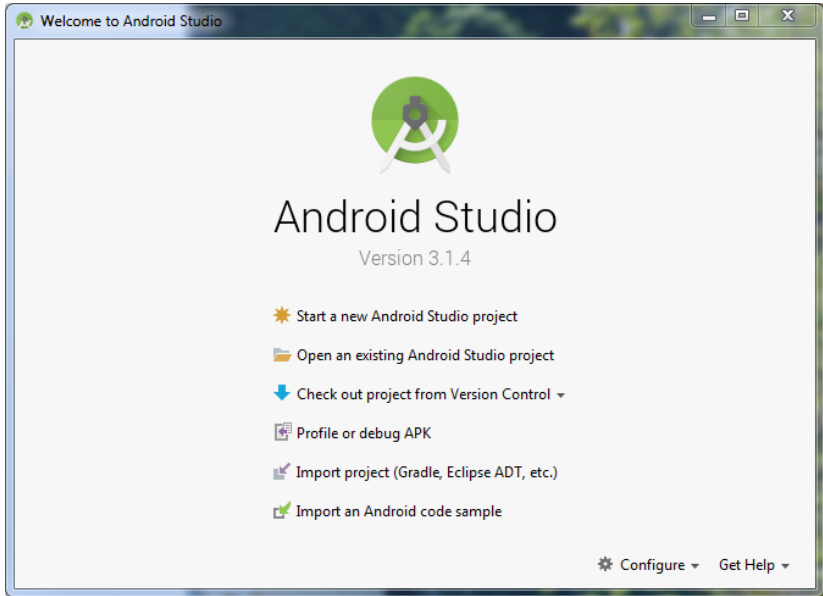 Welcome to Android Studio
Android Studio
Version 3.1.4
Start a new Android Studio project
Open an existing Android Studio project
Check out project from Version Control
Profile or debug APK
Import project (Gradle, Eclipse ADT, etc.)
Import an Android code sample
Configure Get Help